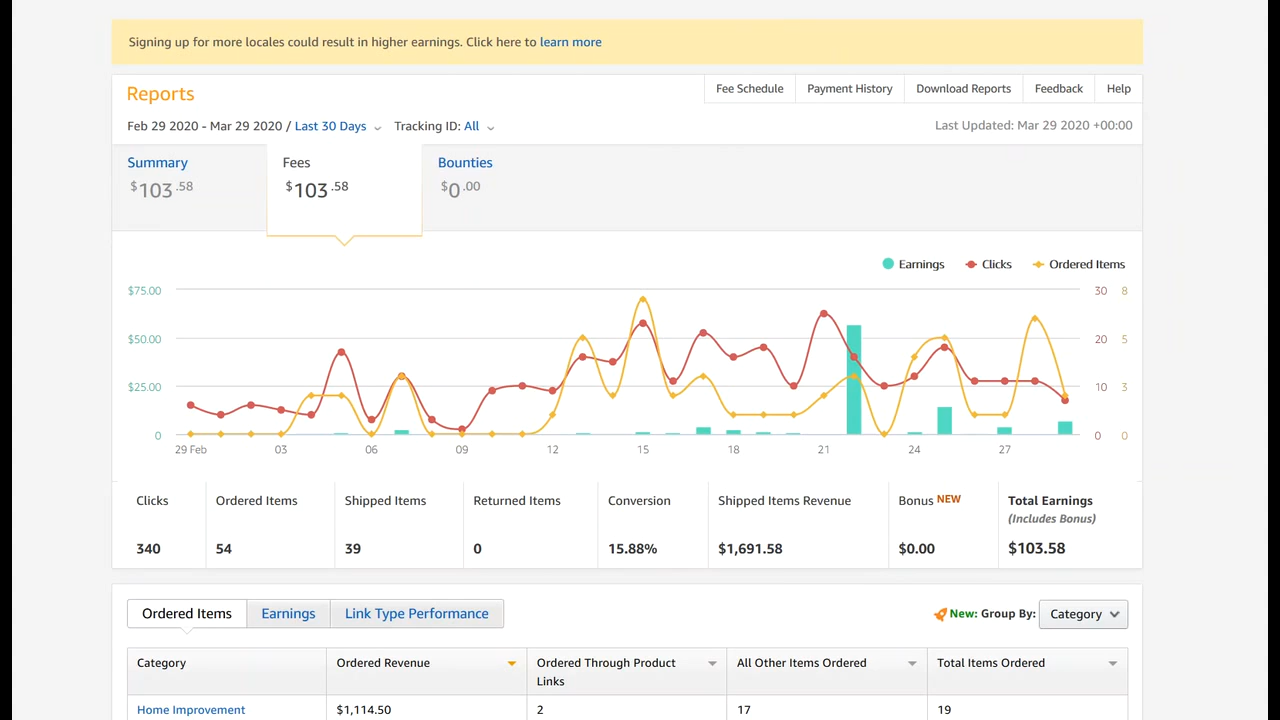 Signing up for more locales could result in higher earnings. Click here to learn more
Reports
Fee Schedule
Payment History
Download Reports
Feedback
Help
Feb 29 2020 - Mar 29 2020 / Last 30 Days
Tracking ID: All
Last Updated: Mar 29 2020 +00:00
Summary
$103.58
Fees
$103.58
Bounties
$0.00
Earnings
Clicks
Ordered Items
$75.00
$50.00
$25.00
0
30 8
20 5
10 3
0 0
29 Feb 03 06 09 12 15 18 21 24 27
Clicks
340
Ordered Items
54
Shipped Items
39
Returned Items
0
Conversion
15.88%
Shipped Items Revenue
$1,691.58
Bonus NEW
$0.00
Total Earnings
(Includes Bonus)
$103.58
Ordered Items
Earnings
Link Type Performance
New: Group By:
Category
Category
Ordered Revenue
Ordered Through Product
Links
All Other Items Ordered
Total Items Ordered
Home Improvement
$1,114.50
2
17
19